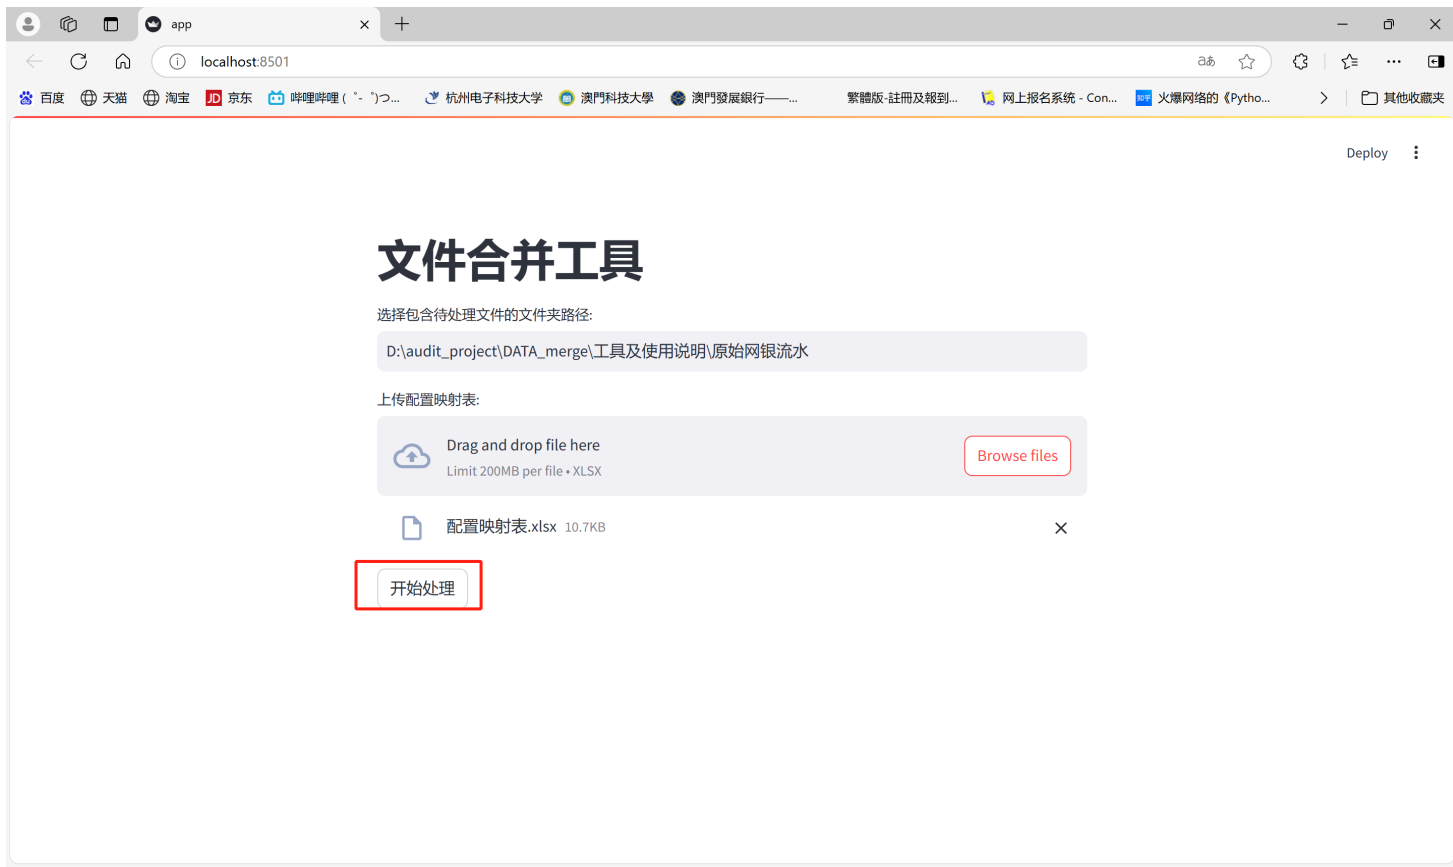 app
localhost:8501
百度
天猫
淘宝
JD 京东
哔哩哔哩 ( ゜- ゜)つ...
杭州电子科技大学
澳門科技大學
澳門發展銀行——...
繁體版-註冊及報到...
网上报名系统 - Con...
知乎 火爆网络的《Pytho...
其他收藏夹
Deploy
文件合并工具
选择包含待处理文件的文件夹路径:
D:\audit_project\DATA_merge\工具及使用说明\原始网银流水
上传配置映射表:
Drag and drop file here
Limit 200MB per file • XLSX
Browse files
配置映射表.xlsx 10.7KB
开始处理